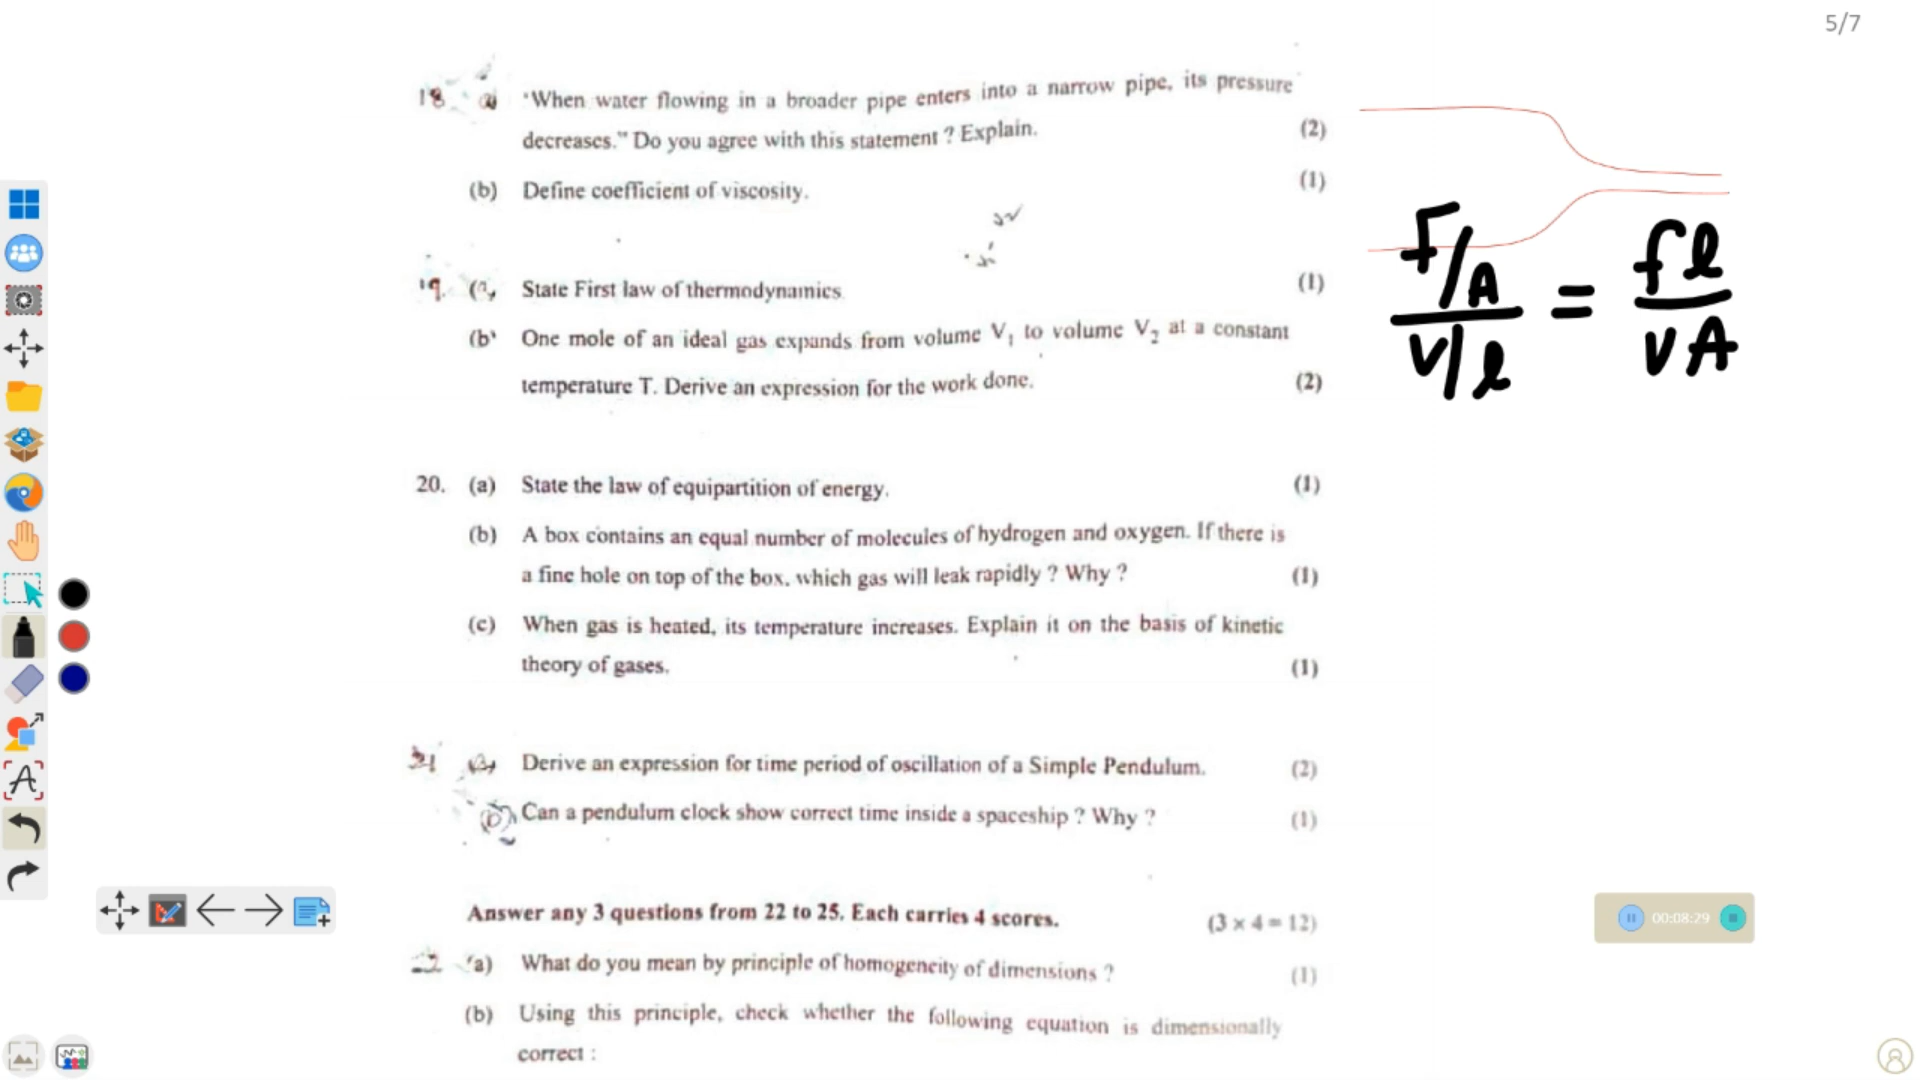 5/7
18. (a) "When water flowing in a broader pipe enters into a narrow pipe, its pressure
decreases." Do you agree with this statement ? Explain. (2)
(b) Define coefficient of viscosity. (1)
F/A / V/l = fl / VA
19. (a) State First law of thermodynamics. (1)
(b) One mole of an ideal gas expands from volume V₁ to volume V₂ at a constant
temperature T. Derive an expression for the work done. (2)
20. (a) State the law of equipartition of energy. (1)
(b) A box contains an equal number of molecules of hydrogen and oxygen. If there is
a fine hole on top of the box, which gas will leak rapidly ? Why ? (1)
(c) When gas is heated, its temperature increases. Explain it on the basis of kinetic
theory of gases. (1)
21 (a) Derive an expression for time period of oscillation of a Simple Pendulum. (2)
(b) Can a pendulum clock show correct time inside a spaceship ? Why ? (1)
Answer any 3 questions from 22 to 25. Each carries 4 scores. (3 × 4 = 12)
22 (a) What do you mean by principle of homogeneity of dimensions ? (1)
(b) Using this principle, check whether the following equation is dimensionally
correct :
00:08:29